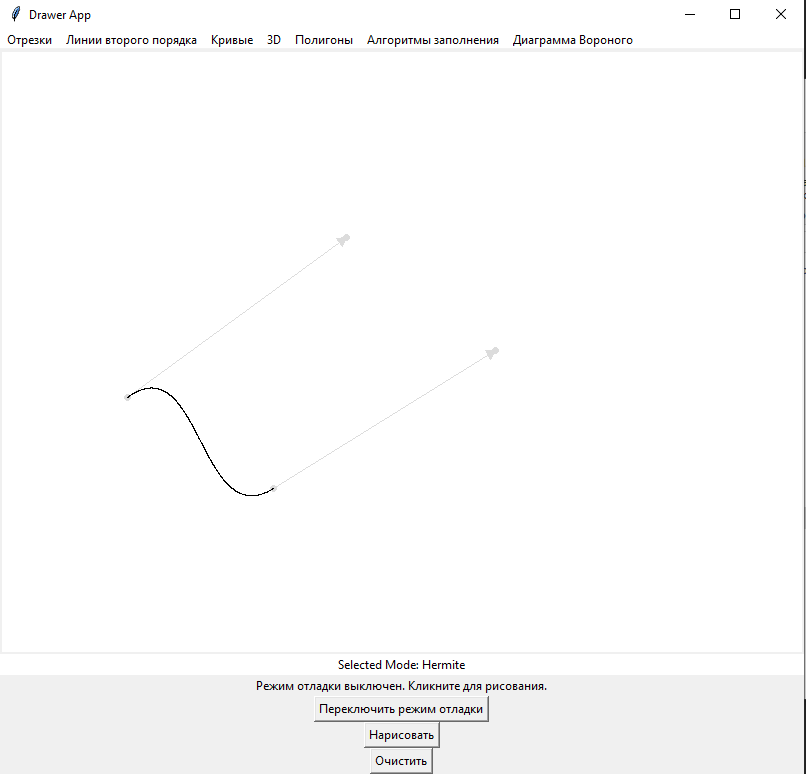 Drawer App
Отрезки Линии второго порядка Кривые 3D Полигоны Алгоритмы заполнения Диаграмма Вороного
Selected Mode: Hermite
Режим отладки выключен. Кликните для рисования.
Переключить режим отладки
Нарисовать
Очистить